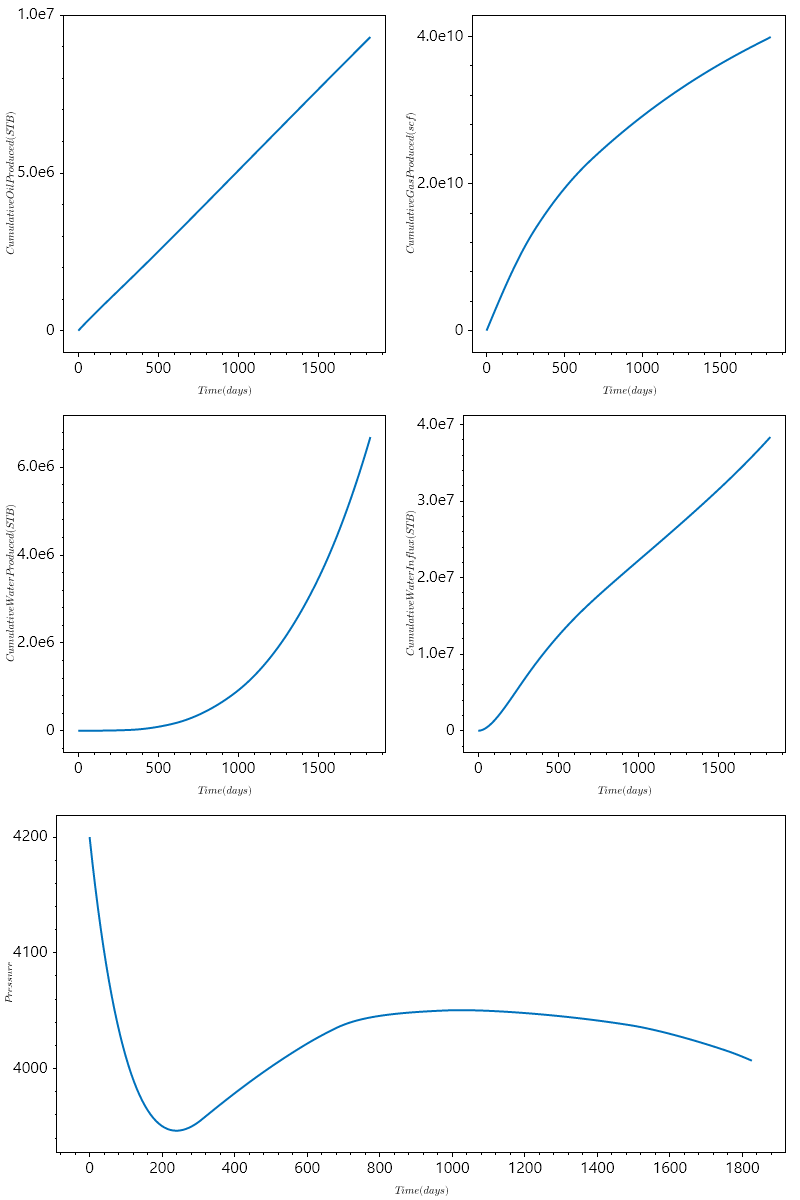 1.0e7
5.0e6
0
CumulativeOilProduced(STB)
0 500 1000 1500
Time(days)
4.0e10
2.0e10
0
CumulativeGasProduced(scf)
0 500 1000 1500
Time(days)
6.0e6
4.0e6
2.0e6
0
CumulativeWaterProduced(STB)
0 500 1000 1500
Time(days)
4.0e7
3.0e7
2.0e7
1.0e7
0
CumulativeWaterInflux(STB)
0 500 1000 1500
Time(days)
4200
4100
4000
Pressure
0 200 400 600 800 1000 1200 1400 1600 1800
Time(days)